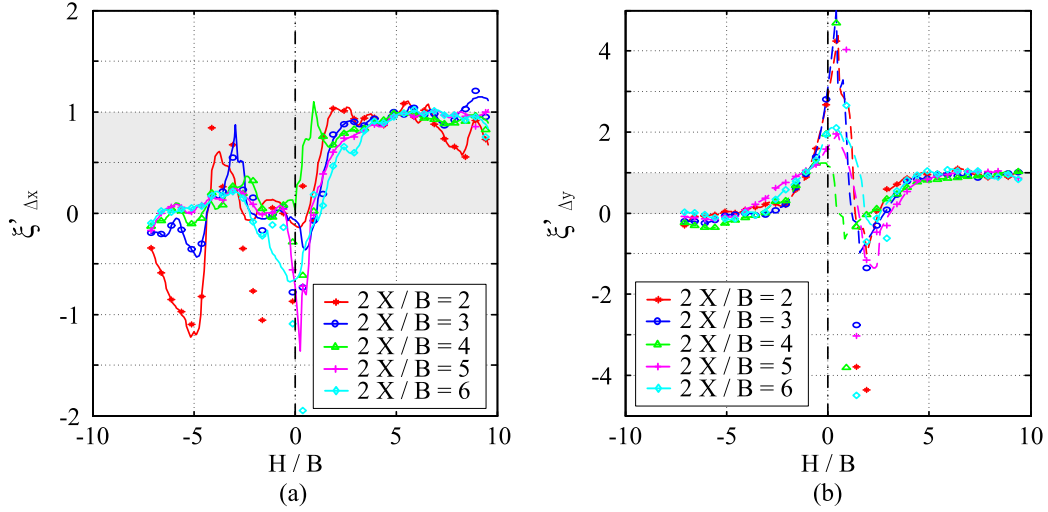 2
1
0
-1
-2
ξ’ Δx
-10
-5
0
5
10
H / B
(a)
2 X / B = 2
2 X / B = 3
2 X / B = 4
2 X / B = 5
2 X / B = 6
4
2
0
-2
-4
ξ’ Δy
-10
-5
0
5
10
H / B
(b)
2 X / B = 2
2 X / B = 3
2 X / B = 4
2 X / B = 5
2 X / B = 6